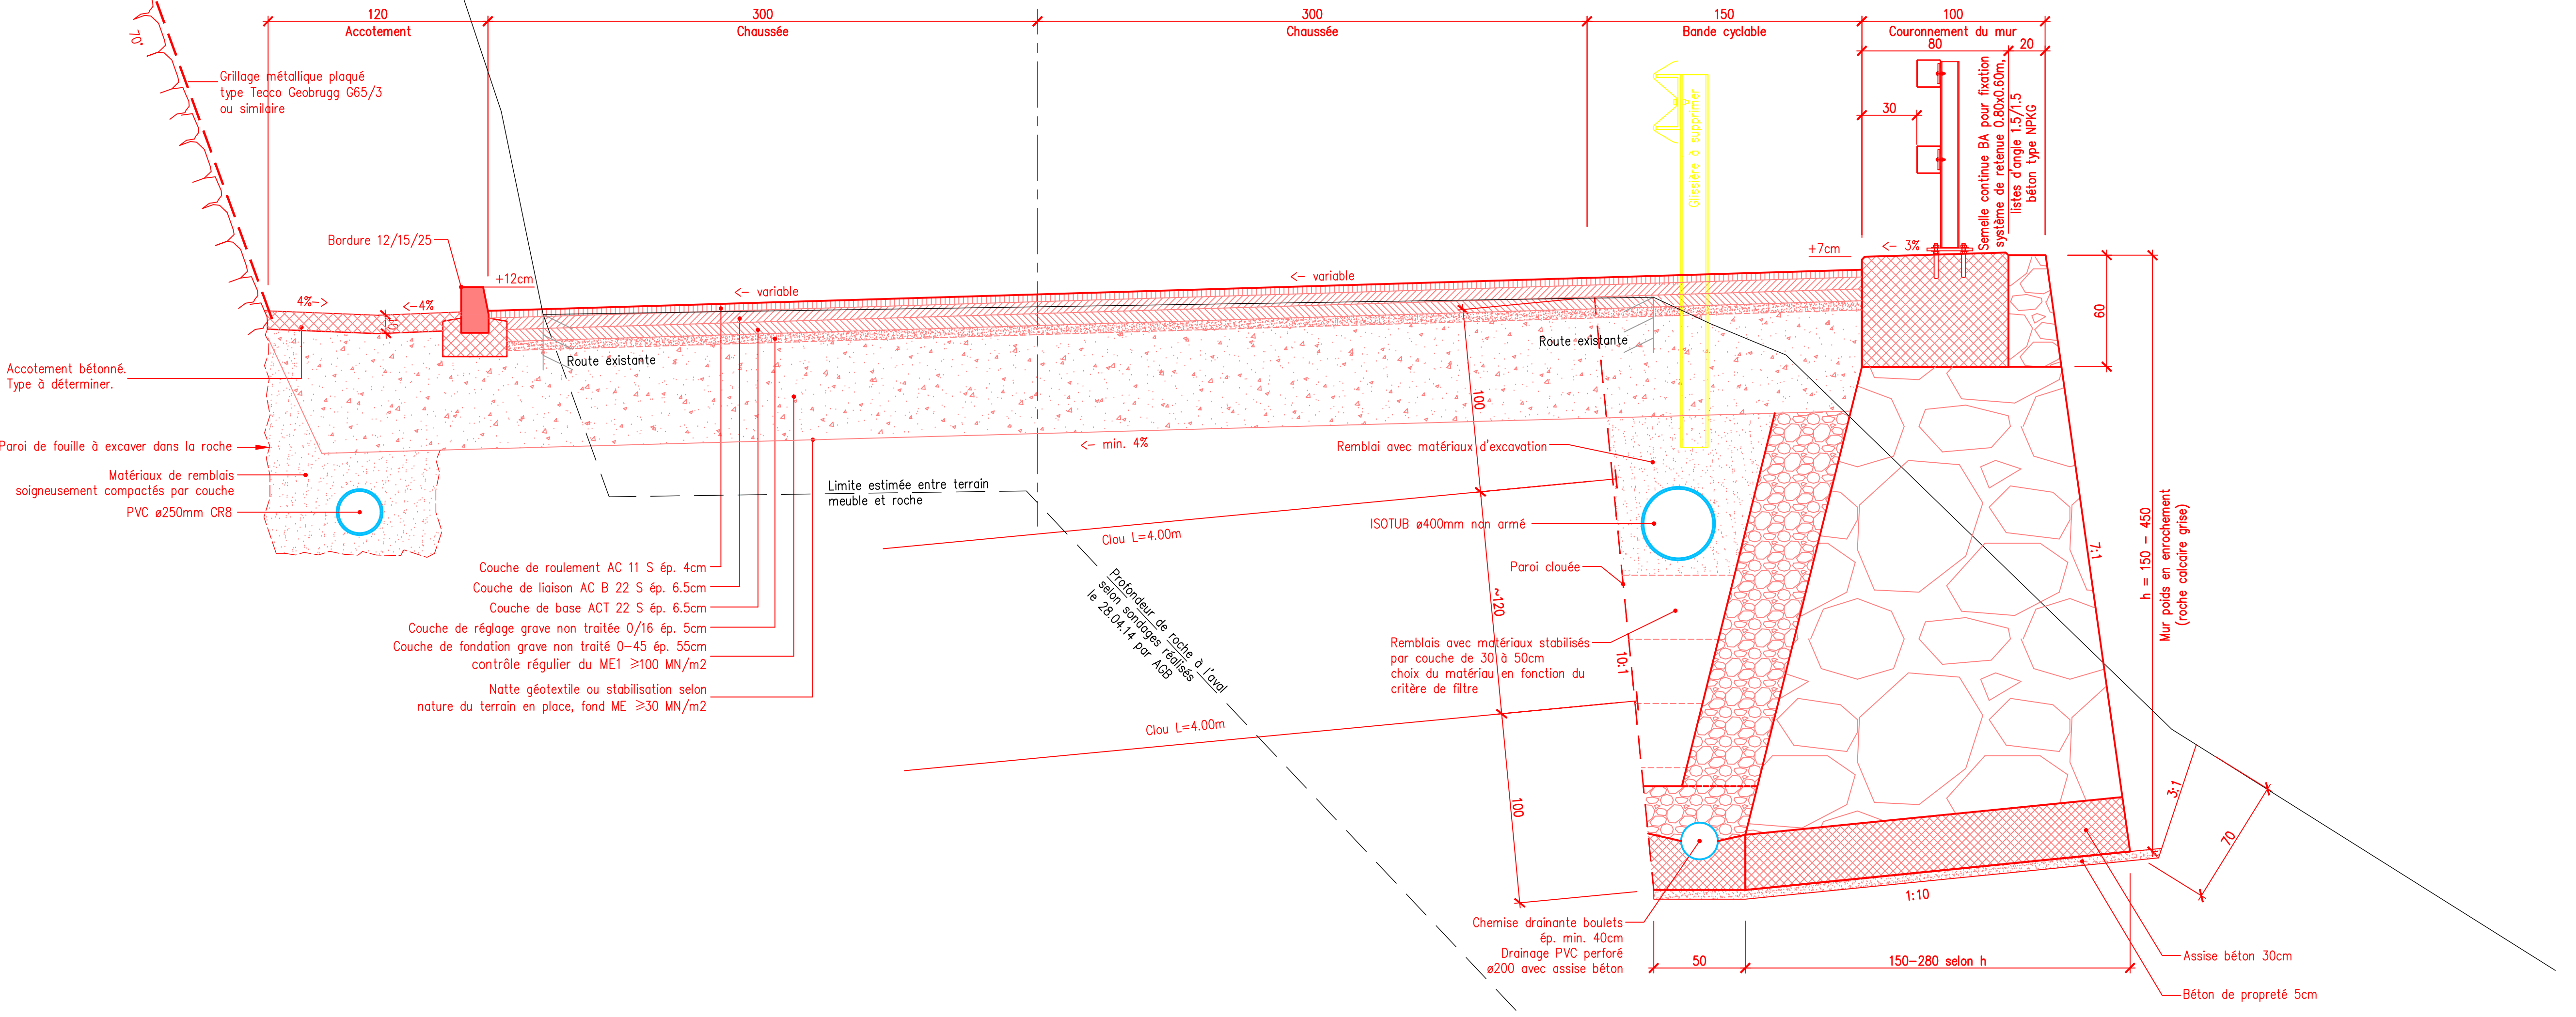 120
300
300
150
100
Accotement
Chaussée
Chaussée
Bande cyclable
Couronnement du mur
80
20
30
70°
Grillage métallique plaqué
type Tecco Geobrugg G65/3
ou similaire
Glissière à supprimer
Semelle continue BA pour fixation
système de retenue 0.80x0.60m,
listes d'angle 1.5/1.5
béton type NPKG
Bordure 12/15/25
+12cm
+7cm
<- 3%
<- variable
<- variable
4%->
<-4%
10
60
Route existante
Route existante
Accotement bétonné.
Type à déterminer.
Paroi de fouille à excaver dans la roche
Matériaux de remblais
soigneusement compactés par couche
PVC ø250mm CR8
<- min. 4%
100
Remblai avec matériaux d'excavation
Limite estimée entre terrain
meuble et roche
Clou L=4.00m
ISOTUB ø400mm non armé
Paroi clouée
Couche de roulement AC 11 S ép. 4cm
Couche de liaison AC B 22 S ép. 6.5cm
Couche de base ACT 22 S ép. 6.5cm
Couche de réglage grave non traitée 0/16 ép. 5cm
Couche de fondation grave non traité 0-45 ép. 55cm
contrôle régulier du ME1 ≥100 MN/m2
Natte géotextile ou stabilisation selon
nature du terrain en place, fond ME ≥30 MN/m2
Profondeur de roche à l'aval
selon sondages réalisés
le 28.04.14 par AGB
~120
Remblais avec matériaux stabilisés
par couche de 30 à 50cm
choix du matériau en fonction du
critère de filtre
10:1
7:1
h = 150 - 450
Mur poids en enrochement
(roche calcaire grise)
Clou L=4.00m
100
3:1
70
1:10
Chemise drainante boulets
ép. min. 40cm
Drainage PVC perforé
ø200 avec assise béton
50
150-280 selon h
Assise béton 30cm
Béton de propreté 5cm